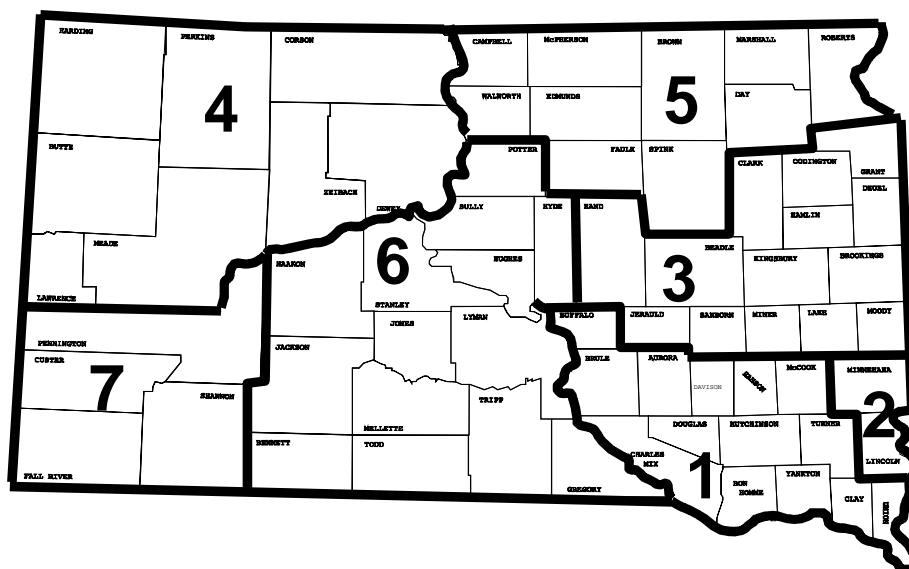 HARDING
PERKINS
CORSON
CAMPBELL
McPHERSON
BROWN
MARSHALL
ROBERTS
4
5
WALWORTH
EDMUNDS
DAY
BUTTE
POTTER
FAULK
SPINK
CLARK
CODINGTON
GRANT
DEUEL
ZEIBACH
DEWEY
SULLY
HYDE
HAND
HAMLIN
MEADE
BEADLE
6
HAAKON
HUGHES
3
KINGSBURY
BROOKINGS
LAWRENCE
STANLEY
JONES
LYMAN
BUFFALO
JERAULD
SANBORN
MINER
LAKE
MOODY
PENNINGTON
JACKSON
CUSTER
BRULE
AURORA
McCOOK
MINNEHAHA
7
DAVISON
HANSON
SHANNON
TRIPP
2
MELLETTE
DOUGLAS
HUTCHINSON
TURNER
BENNETT
TODD
CHARLES
MIX
LINCOLN
1
FALL RIVER
GREGORY
BON
HOMME
YANKTON
CLAY
UNION